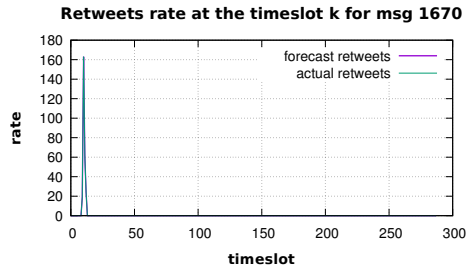 Retweets rate at the timeslot k for msg 1670
180
160
140
120
100
80
60
40
20
0
rate
forecast retweets
actual retweets
0 50 100 150 200 250 300
timeslot